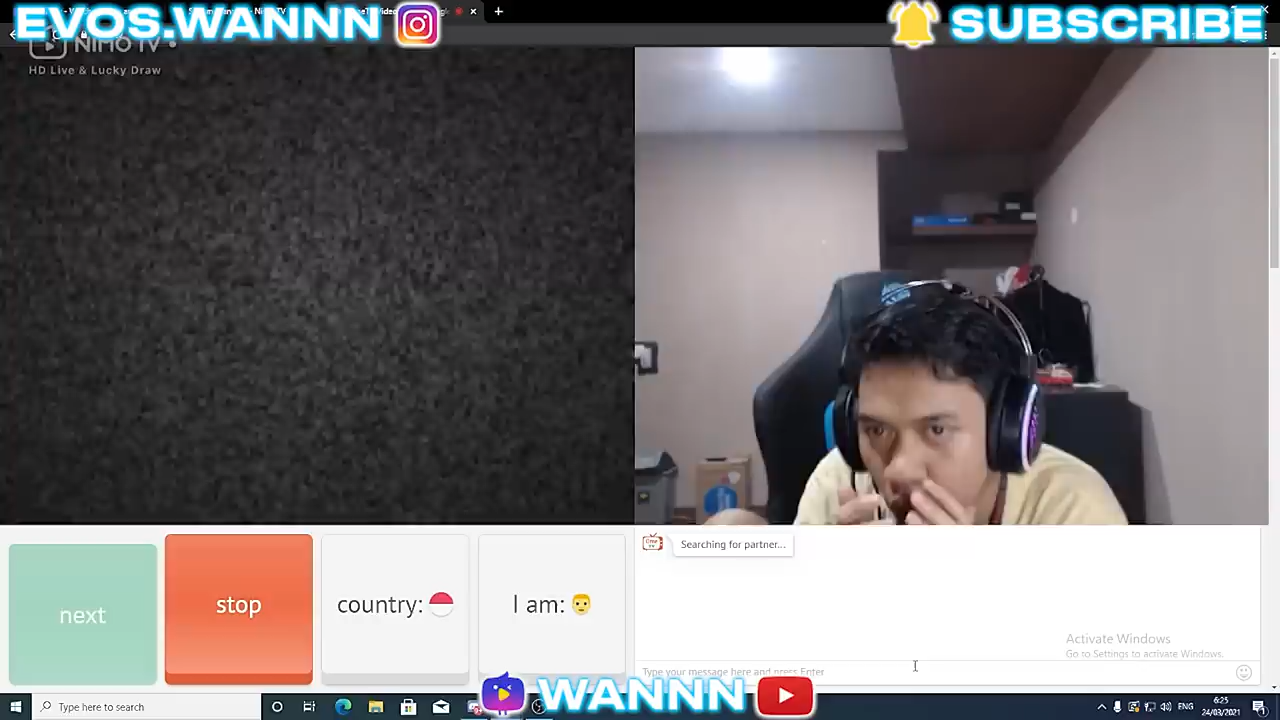 EVOS.WANNN
SUBSCRIBE
NIMO TV
HD Live & Lucky Draw
Searching for partner...
next
stop
country:
I am:
Activate Windows
Go to Settings to activate Windows.
Type your message here and press Enter
WANNN
Type here to search
ENG
6:25
24/03/2021